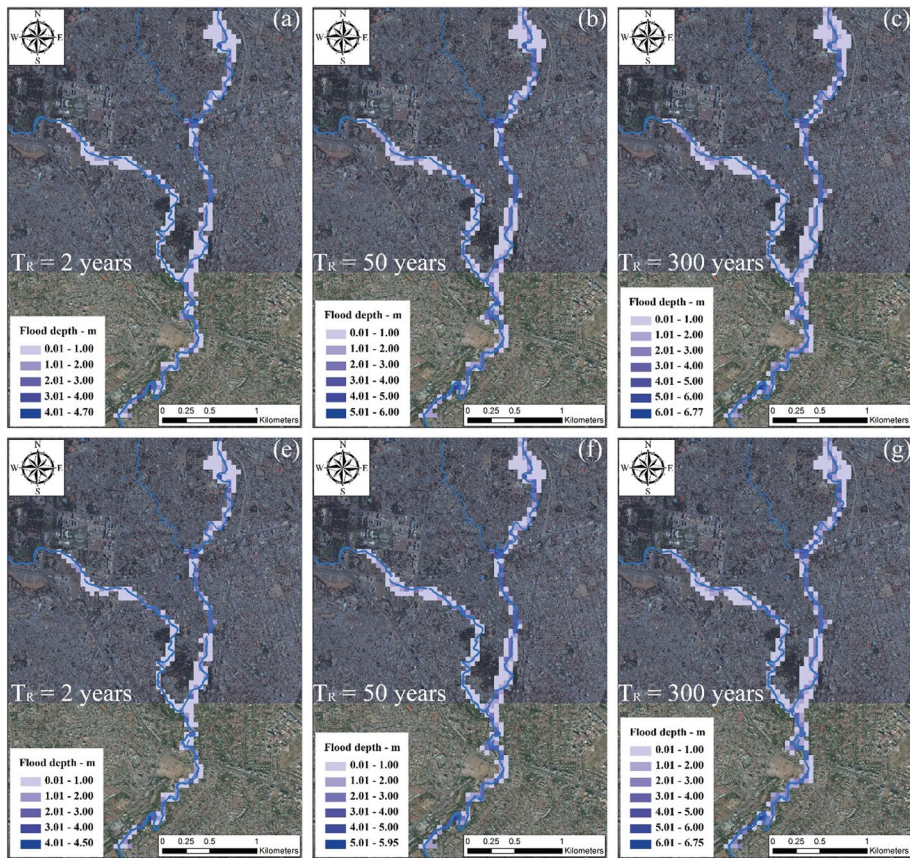 (a)
N
W E
S
T_R = 2 years
Flood depth - m
0.01 - 1.00
1.01 - 2.00
2.01 - 3.00
3.01 - 4.00
4.01 - 4.70
0 0.25 0.5 1
Kilometers
(b)
N
W E
S
T_R = 50 years
Flood depth - m
0.01 - 1.00
1.01 - 2.00
2.01 - 3.00
3.01 - 4.00
4.01 - 5.00
5.01 - 6.00
0 0.25 0.5 1
Kilometers
(c)
N
W E
S
T_R = 300 years
Flood depth - m
0.01 - 1.00
1.01 - 2.00
2.01 - 3.00
3.01 - 4.00
4.01 - 5.00
5.01 - 6.00
6.01 - 6.77
0 0.25 0.5 1
Kilometers
(e)
N
W E
S
T_R = 2 years
Flood depth - m
0.01 - 1.00
1.01 - 2.00
2.01 - 3.00
3.01 - 4.00
4.01 - 4.50
0 0.25 0.5 1
Kilometers
(f)
N
W E
S
T_R = 50 years
Flood depth - m
0.01 - 1.00
1.01 - 2.00
2.01 - 3.00
3.01 - 4.00
4.01 - 5.00
5.01 - 5.95
0 0.25 0.5 1
Kilometers
(g)
N
W E
S
T_R = 300 years
Flood depth - m
0.01 - 1.00
1.01 - 2.00
2.01 - 3.00
3.01 - 4.00
4.01 - 5.00
5.01 - 6.00
6.01 - 6.75
0 0.25 0.5 1
Kilometers